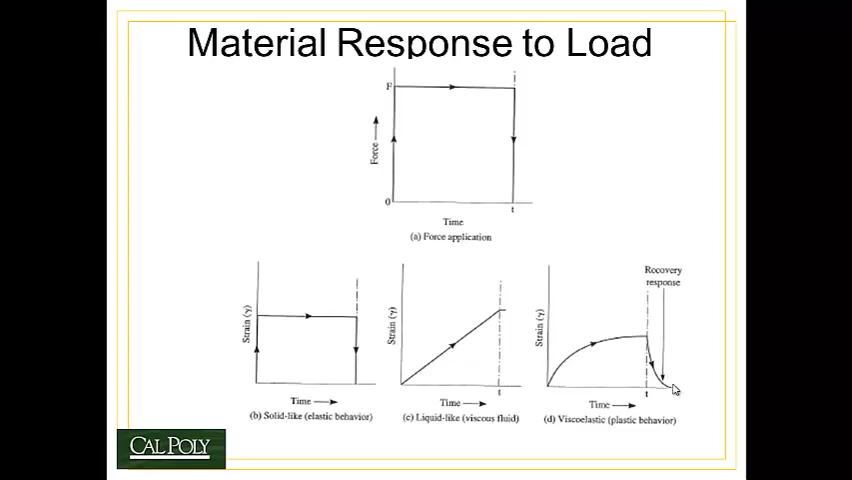 Material Response to Load
F
Force
0
t
Time
(a) Force application
Recovery
response
Strain (γ)
Strain (γ)
Strain (γ)
t
t
Time
Time
Time
(b) Solid-like (elastic behavior)
(c) Liquid-like (viscous fluid)
(d) Viscoelastic (plastic behavior)
CAL POLY